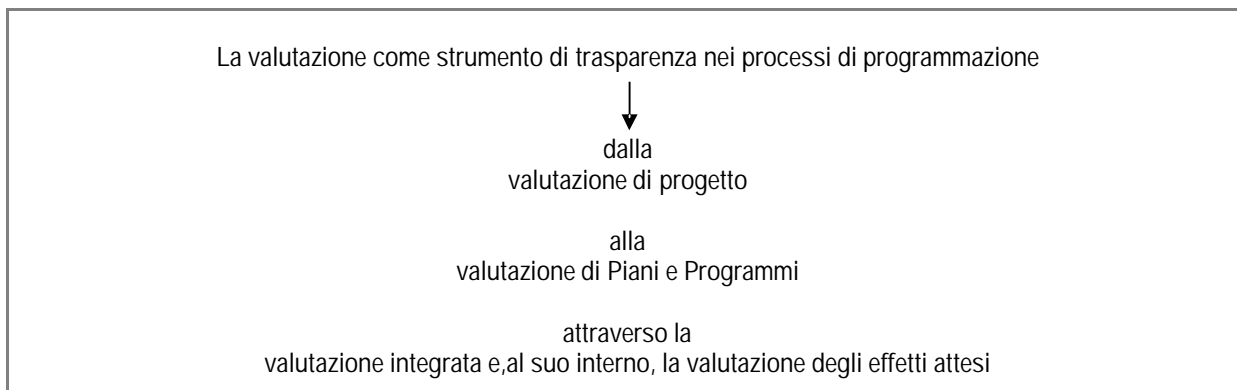 La valutazione come strumento di trasparenza nei processi di programmazione
dalla
valutazione di progetto
alla
valutazione di Piani e Programmi
attraverso la
valutazione integrata e,al suo interno, la valutazione degli effetti attesi